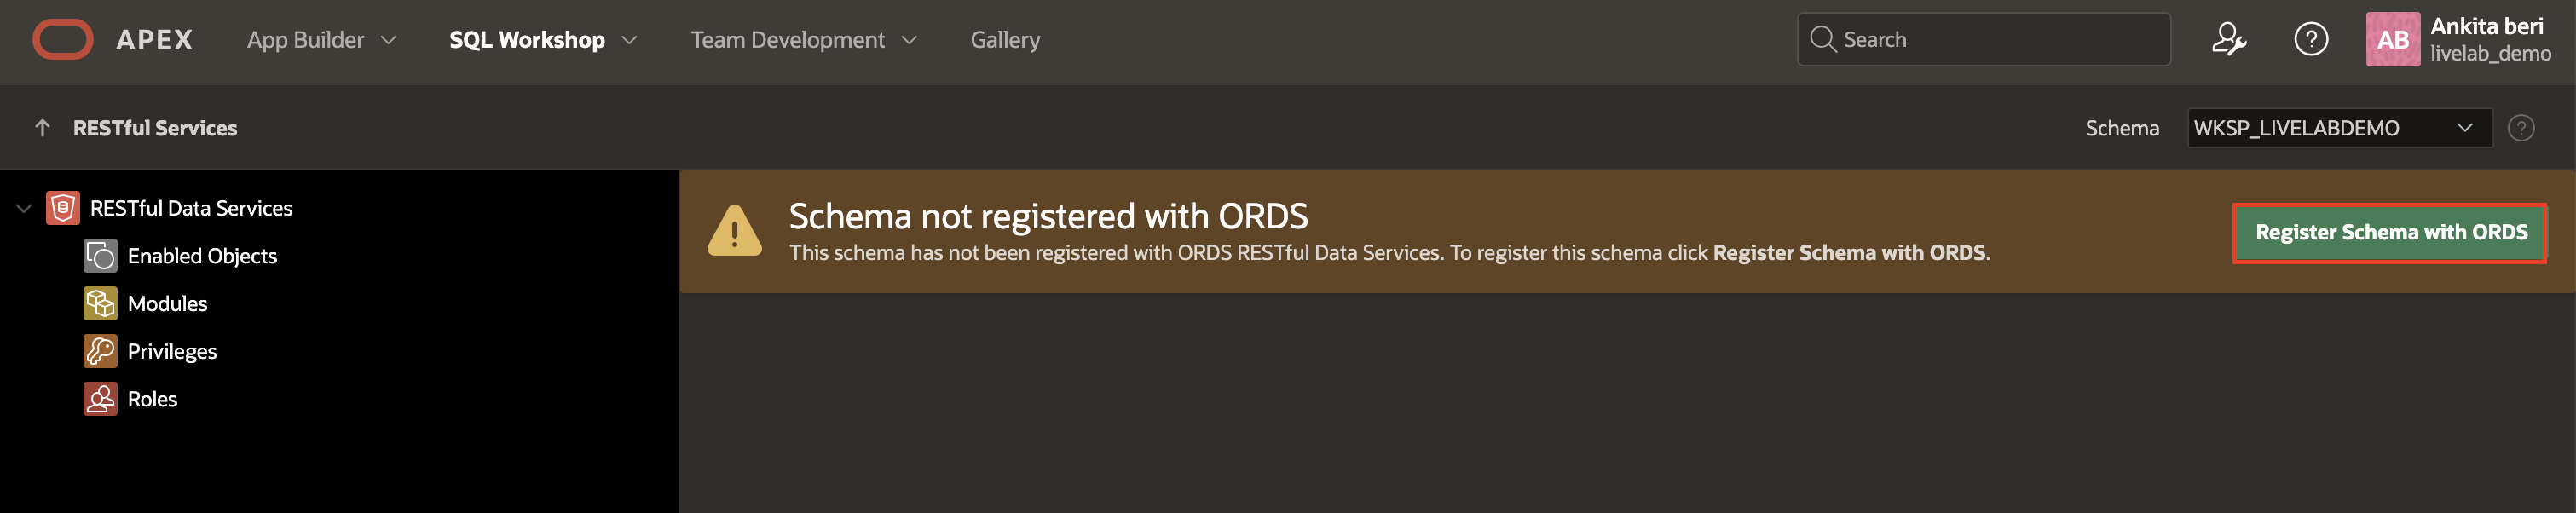 APEX App Builder SQL Workshop Team Development Gallery Search AB Ankita beri
livelab_demo
RESTful Services Schema WKSP_LIVELABDEMO
RESTful Data Services
Enabled Objects
Modules
Privileges
Roles
Schema not registered with ORDS
This schema has not been registered with ORDS RESTful Data Services. To register this schema click Register Schema with ORDS.
Register Schema with ORDS